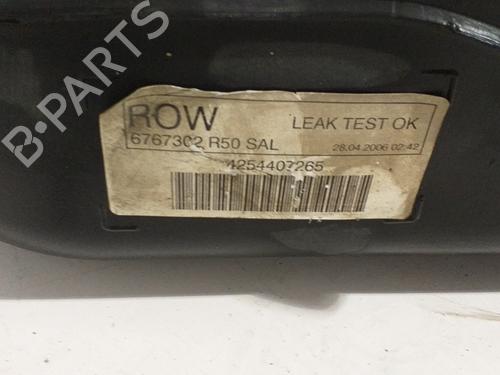 B-PARTS
ROW
LEAK TEST OK
6767302 R50 SAL
28.04.2006 02:42
4254407265